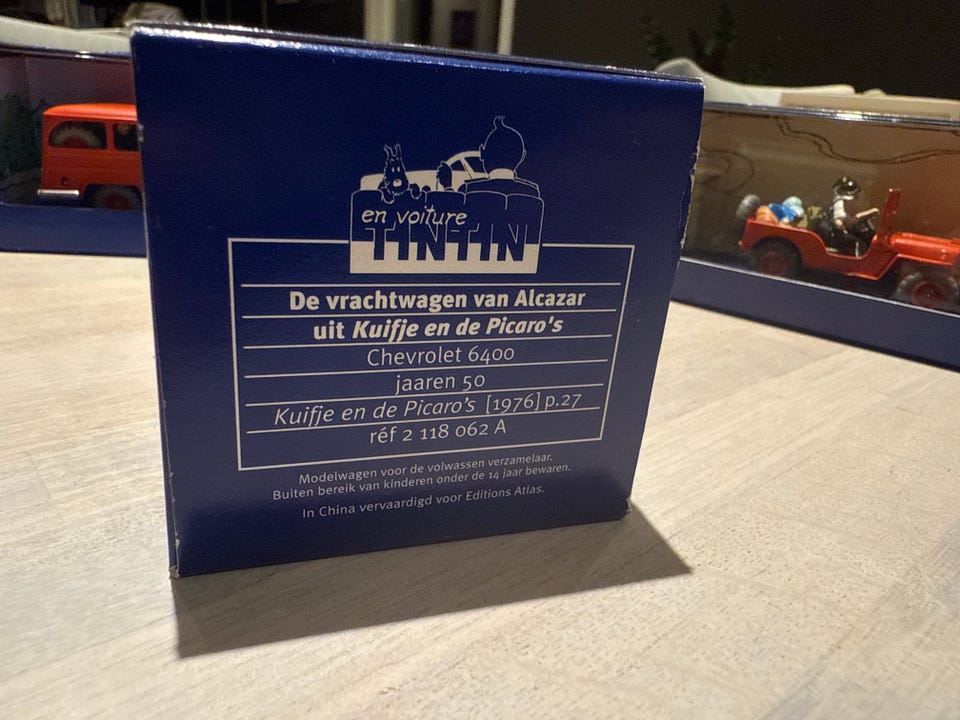 en voiture
TINTIN
De vrachtwagen van Alcazar
uit Kuifje en de Picaro's
Chevrolet 6400
jaaren 50
Kuifje en de Picaro's [1976] p.27
réf 2 118 062 A
Modelwagen voor de volwassen verzamelaar.
Buiten bereik van kinderen onder de 14 jaar bewaren.
In China vervaardigd voor Editions Atlas.